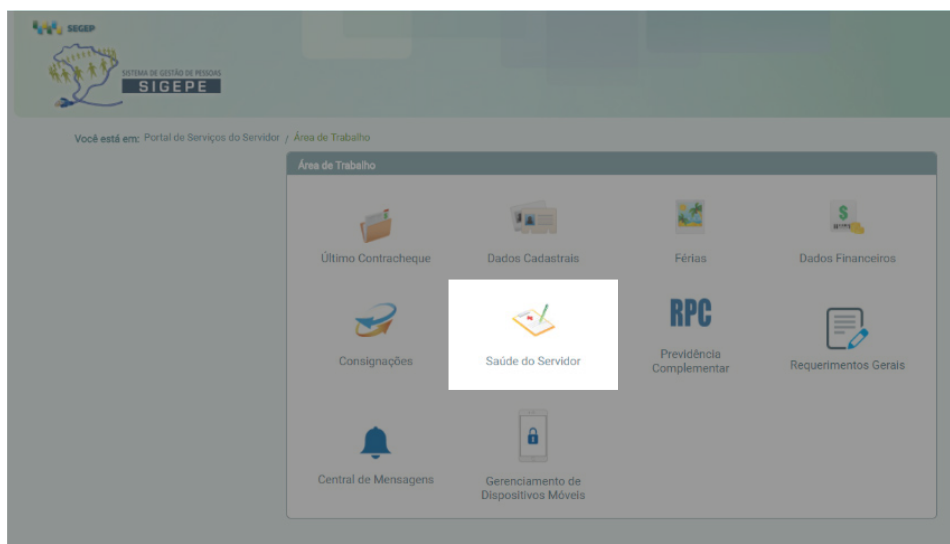 SEGEP
SISTEMA DE GESTÃO DE PESSOAS
SIGEPE
Você está em: Portal de Serviços do Servidor / Área de Trabalho
Área de Trabalho
Último Contracheque
Dados Cadastrais
Férias
$
Dados Financeiros
Consignações
Saúde do Servidor
RPC
Previdência
Complementar
Requerimentos Gerais
Central de Mensagens
Gerenciamento de
Dispositivos Móveis